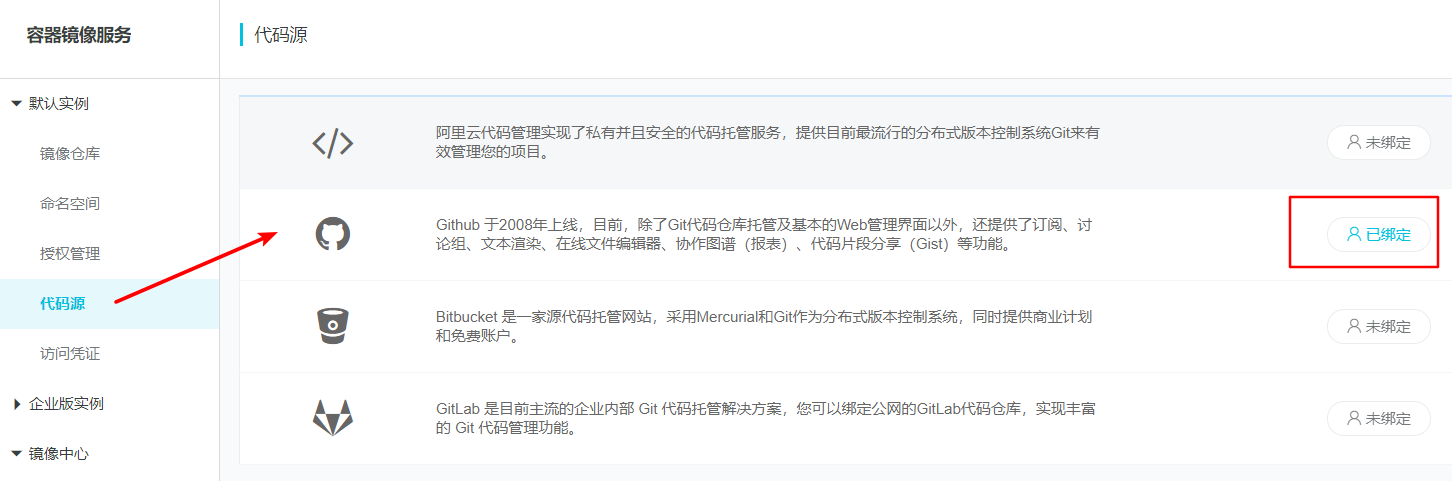 容器镜像服务
代码源
默认实例
镜像仓库
命名空间
授权管理
代码源
访问凭证
企业版实例
镜像中心
阿里云代码管理实现了私有并且安全的代码托管服务，提供目前最流行的分布式版本控制系统Git来有
效管理您的项目。
未绑定
Github 于2008年上线，目前，除了Git代码仓库托管及基本的Web管理界面以外，还提供了订阅、讨
论组、文本渲染、在线文件编辑器、协作图谱（报表）、代码片段分享（Gist）等功能。
已绑定
Bitbucket 是一家源代码托管网站，采用Mercurial和Git作为分布式版本控制系统，同时提供商业计划
和免费账户。
未绑定
GitLab 是目前主流的企业内部 Git 代码托管解决方案，您可以绑定公网的GitLab代码仓库，实现丰富
的 Git 代码管理功能。
未绑定